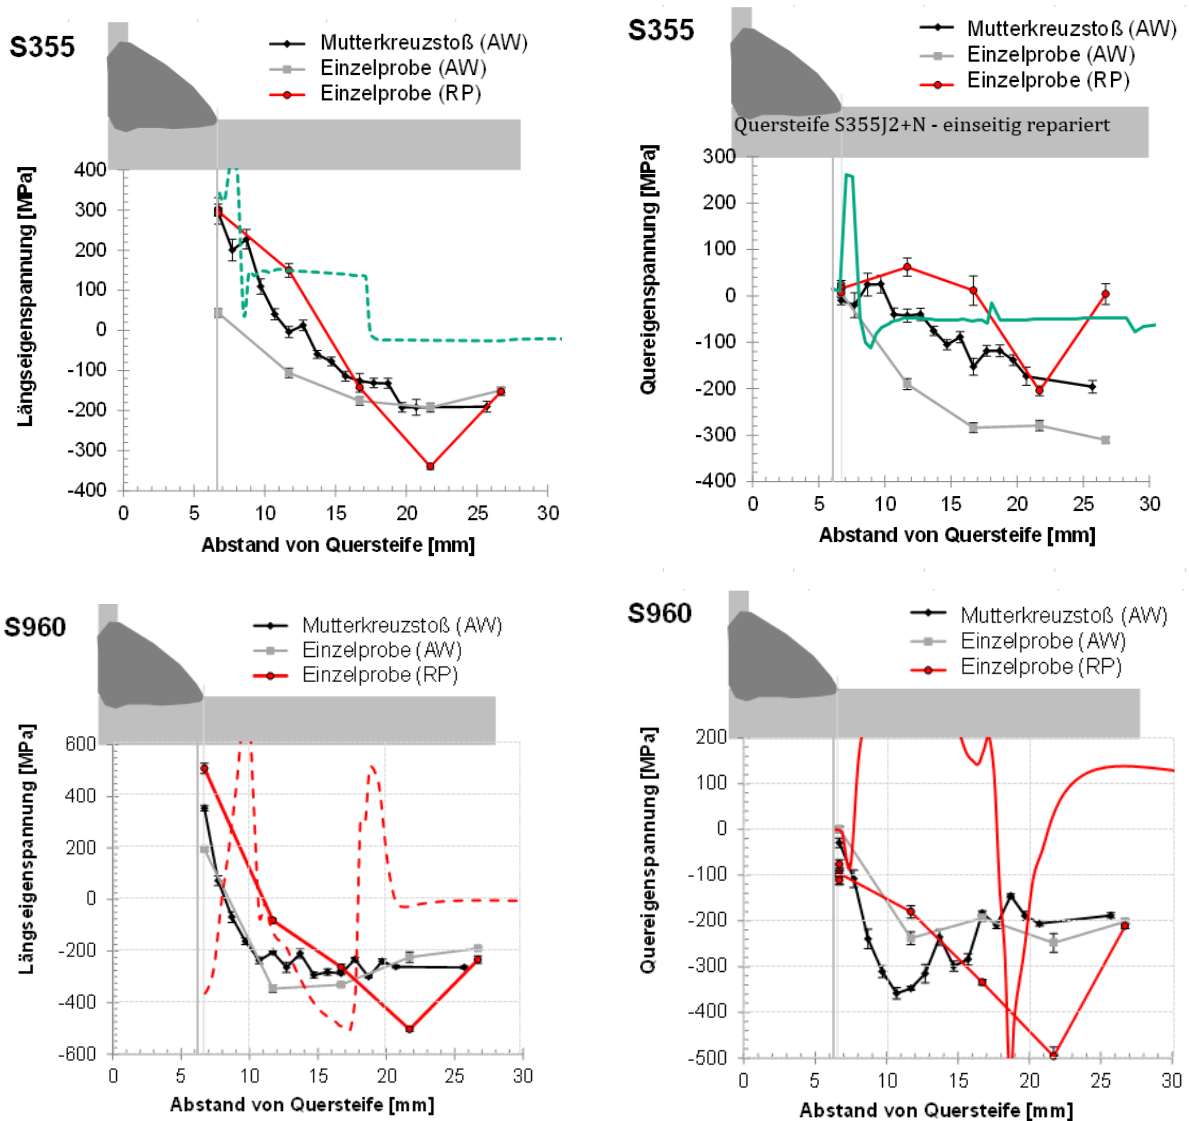 S355
Mutterkreuzstoß (AW)
Einzelprobe (AW)
Einzelprobe (RP)
Längseigenspannung [MPa]
400
300
200
100
0
-100
-200
-300
-400
0 5 10 15 20 25 30
Abstand von Quersteife [mm]
S355
Mutterkreuzstoß (AW)
Einzelprobe (AW)
Einzelprobe (RP)
Quersteife S355J2+N - einseitig repariert
Quereigenspannung [MPa]
300
200
100
0
-100
-200
-300
-400
0 5 10 15 20 25 30
Abstand von Quersteife [mm]
S960
Mutterkreuzstoß (AW)
Einzelprobe (AW)
Einzelprobe (RP)
Längseigenspannung [MPa]
600
400
200
0
-200
-400
-600
0 5 10 15 20 25 30
Abstand von Quersteife [mm]
S960
Mutterkreuzstoß (AW)
Einzelprobe (AW)
Einzelprobe (RP)
Quereigenspannung [MPa]
200
100
0
-100
-200
-300
-400
-500
0 5 10 15 20 25 30
Abstand von Quersteife [mm]